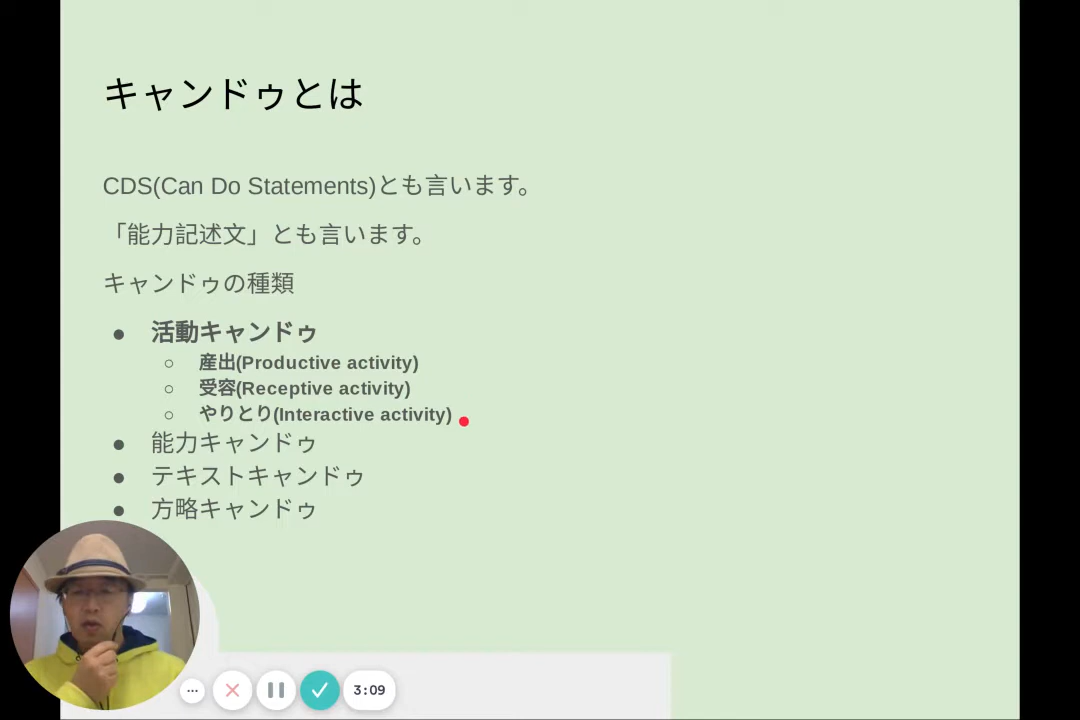 キャンドゥとは
CDS(Can Do Statements)とも言います。
「能力記述文」とも言います。
キャンドゥの種類
● 活動キャンドゥ
○ 産出(Productive activity)
○ 受容(Receptive activity)
○ やりとり(Interactive activity)
● 能力キャンドゥ
● テキストキャンドゥ
● 方略キャンドゥ
3:09